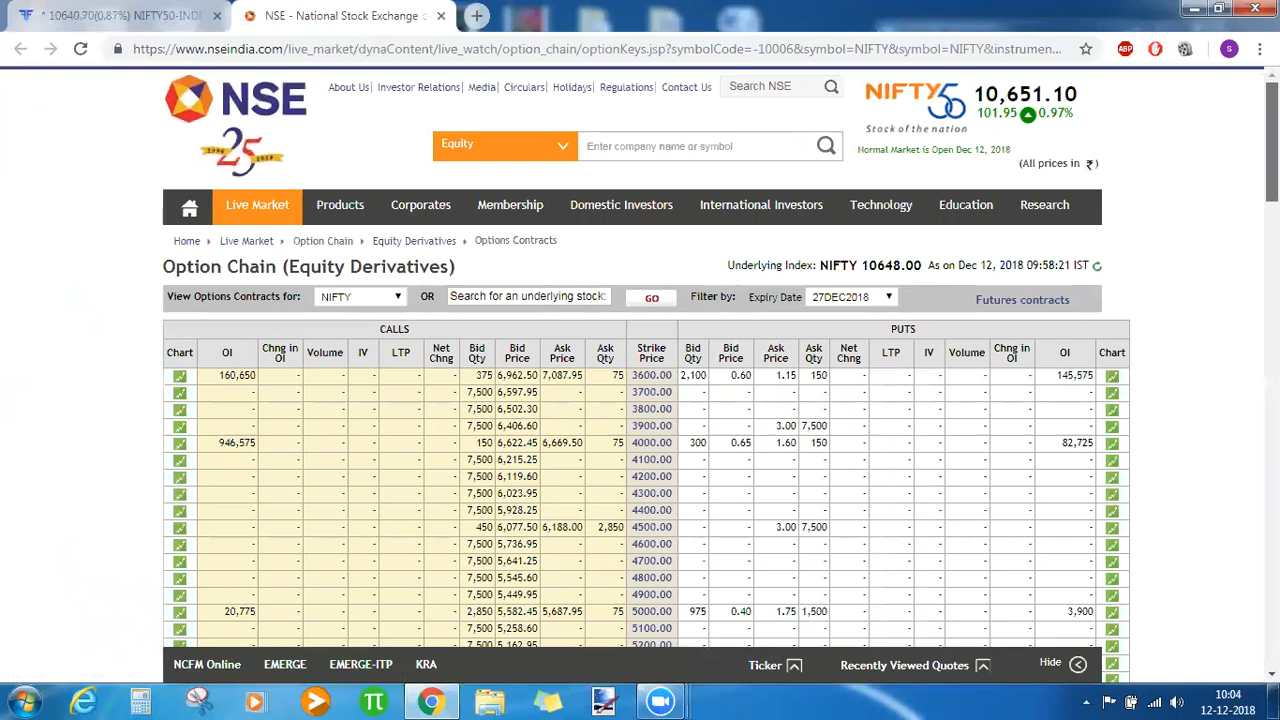 * 10640.70(0.87%) NIFTY50-INDE
NSE - National Stock Exchange o
https://www.nseindia.com/live_market/dynaContent/live_watch/option_chain/optionKeys.jsp?symbolCode=-10006&symbol=NIFTY&symbol=NIFTY&instrumen...
ABP
S
NSE
25
About Us Investor Relations Media Circulars Holidays Regulations Contact Us
Search NSE
NIFTY50
Stock of the nation
10,651.10
101.95 0.97%
Equity
Enter company name or symbol
Normal Market is Open Dec 12, 2018
(All prices in ₹)
Live Market Products Corporates Membership Domestic Investors International Investors Technology Education Research
Home Live Market Option Chain Equity Derivatives Options Contracts
Option Chain (Equity Derivatives)
Underlying Index: NIFTY 10648.00 As on Dec 12, 2018 09:58:21 IST
View Options Contracts for: NIFTY OR Search for an underlying stock: GO Filter by: Expiry Date 27DEC2018 Futures contracts
CALLS PUTS
Chart OI Chng in OI Volume IV LTP Net Chng Bid Qty Bid Price Ask Price Ask Qty Strike Price Bid Qty Bid Price Ask Price Ask Qty Net Chng LTP IV Volume Chng in OI OI Chart
160,650 - - - - - 375 6,962.50 7,087.95 75 3600.00 2,100 0.60 1.15 150 - - - - - 145,575
- - - - - - 7,500 6,597.95 - - 3700.00 - - - - - - - - - -
- - - - - - 7,500 6,502.30 - - 3800.00 - - - - - - - - - -
- - - - - - 7,500 6,406.60 - - 3900.00 - - 3.00 7,500 - - - - - -
946,575 - - - - - 150 6,622.45 6,669.50 75 4000.00 300 0.65 1.60 150 - - - - - 82,725
- - - - - - 7,500 6,215.25 - - 4100.00 - - - - - - - - - -
- - - - - - 7,500 6,119.60 - - 4200.00 - - - - - - - - - -
- - - - - - 7,500 6,023.95 - - 4300.00 - - - - - - - - - -
- - - - - - 7,500 5,928.25 - - 4400.00 - - - - - - - - - -
- - - - - - 450 6,077.50 6,188.00 2,850 4500.00 - - 3.00 7,500 - - - - - -
- - - - - - 7,500 5,736.95 - - 4600.00 - - - - - - - - - -
- - - - - - 7,500 5,641.25 - - 4700.00 - - - - - - - - - -
- - - - - - 7,500 5,545.60 - - 4800.00 - - - - - - - - - -
- - - - - - 7,500 5,449.95 - - 4900.00 - - - - - - - - - -
20,775 - - - - - 2,850 5,582.45 5,687.95 75 5000.00 975 0.40 1.75 1,500 - - - - - 3,900
- - - - - - 7,500 5,258.60 - - 5100.00 - - - - - - - - - -
7,500 5,162.95 5200.00
NCFM Online EMERGE EMERGE-ITP KRA Ticker Recently Viewed Quotes Hide
10:04
12-12-2018